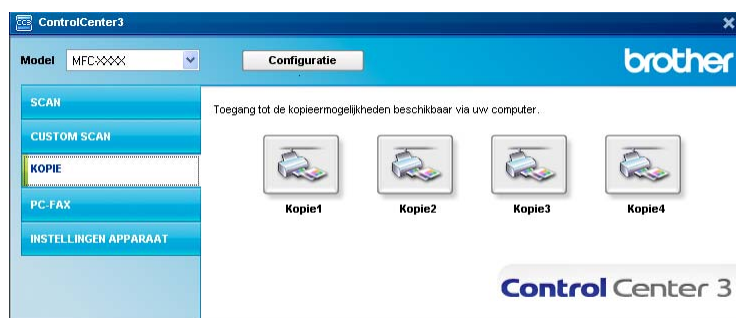 ControlCenter3
Model MFC-XXXX Configuratie brother
SCAN
CUSTOM SCAN
KOPIE
PC-FAX
INSTELLINGEN APPARAAT
Toegang tot de kopieermogelijkheden beschikbaar via uw computer.
Kopie1 Kopie2 Kopie3 Kopie4
Control Center 3